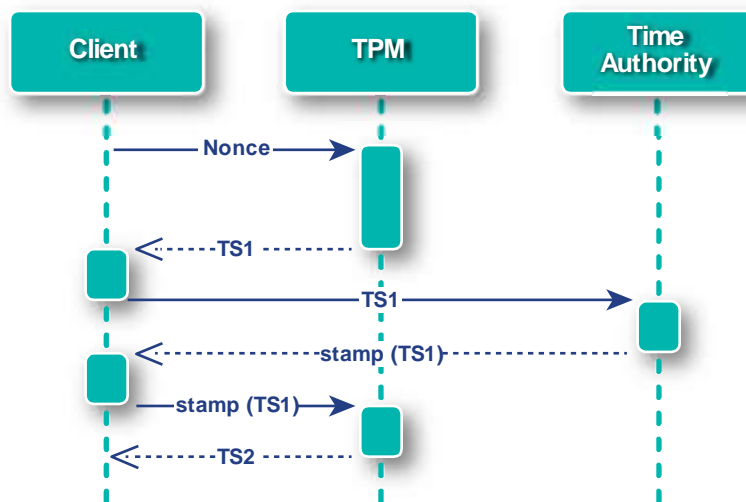 Client
TPM
Time
Authority
Nonce
TS1
TS1
stamp (TS1)
stamp (TS1)
TS2